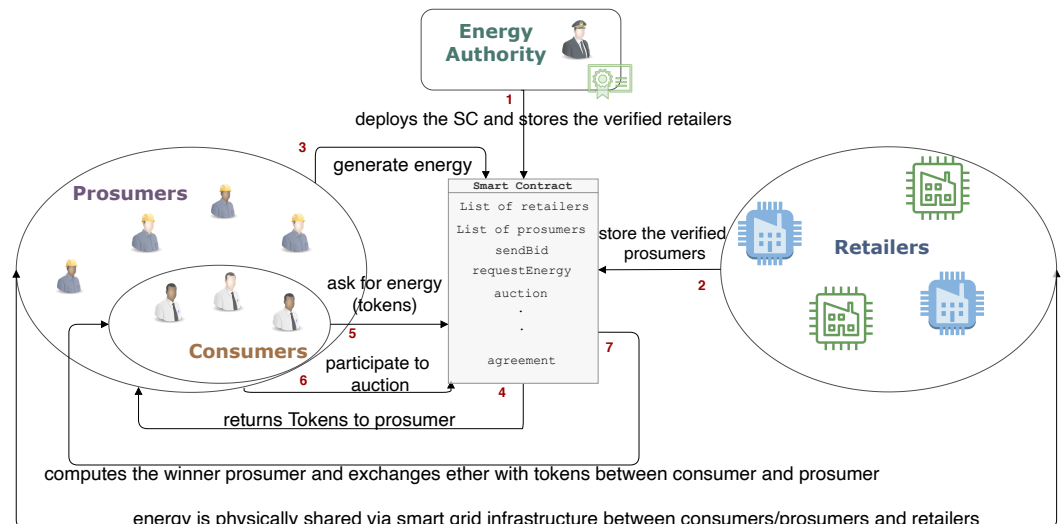 Energy
Authority
1
deploys the SC and stores the verified retailers
3
generate energy
Prosumers
Smart Contract
List of retailers
List of prosumers
sendBid
requestEnergy
auction
.
.
agreement
store the verified
prosumers
2
Retailers
ask for energy
(tokens)
5
Consumers
7
6
participate to
auction
4
returns Tokens to prosumer
computes the winner prosumer and exchanges ether with tokens between consumer and prosumer
energy is physically shared via smart grid infrastructure between consumers/prosumers and retailers